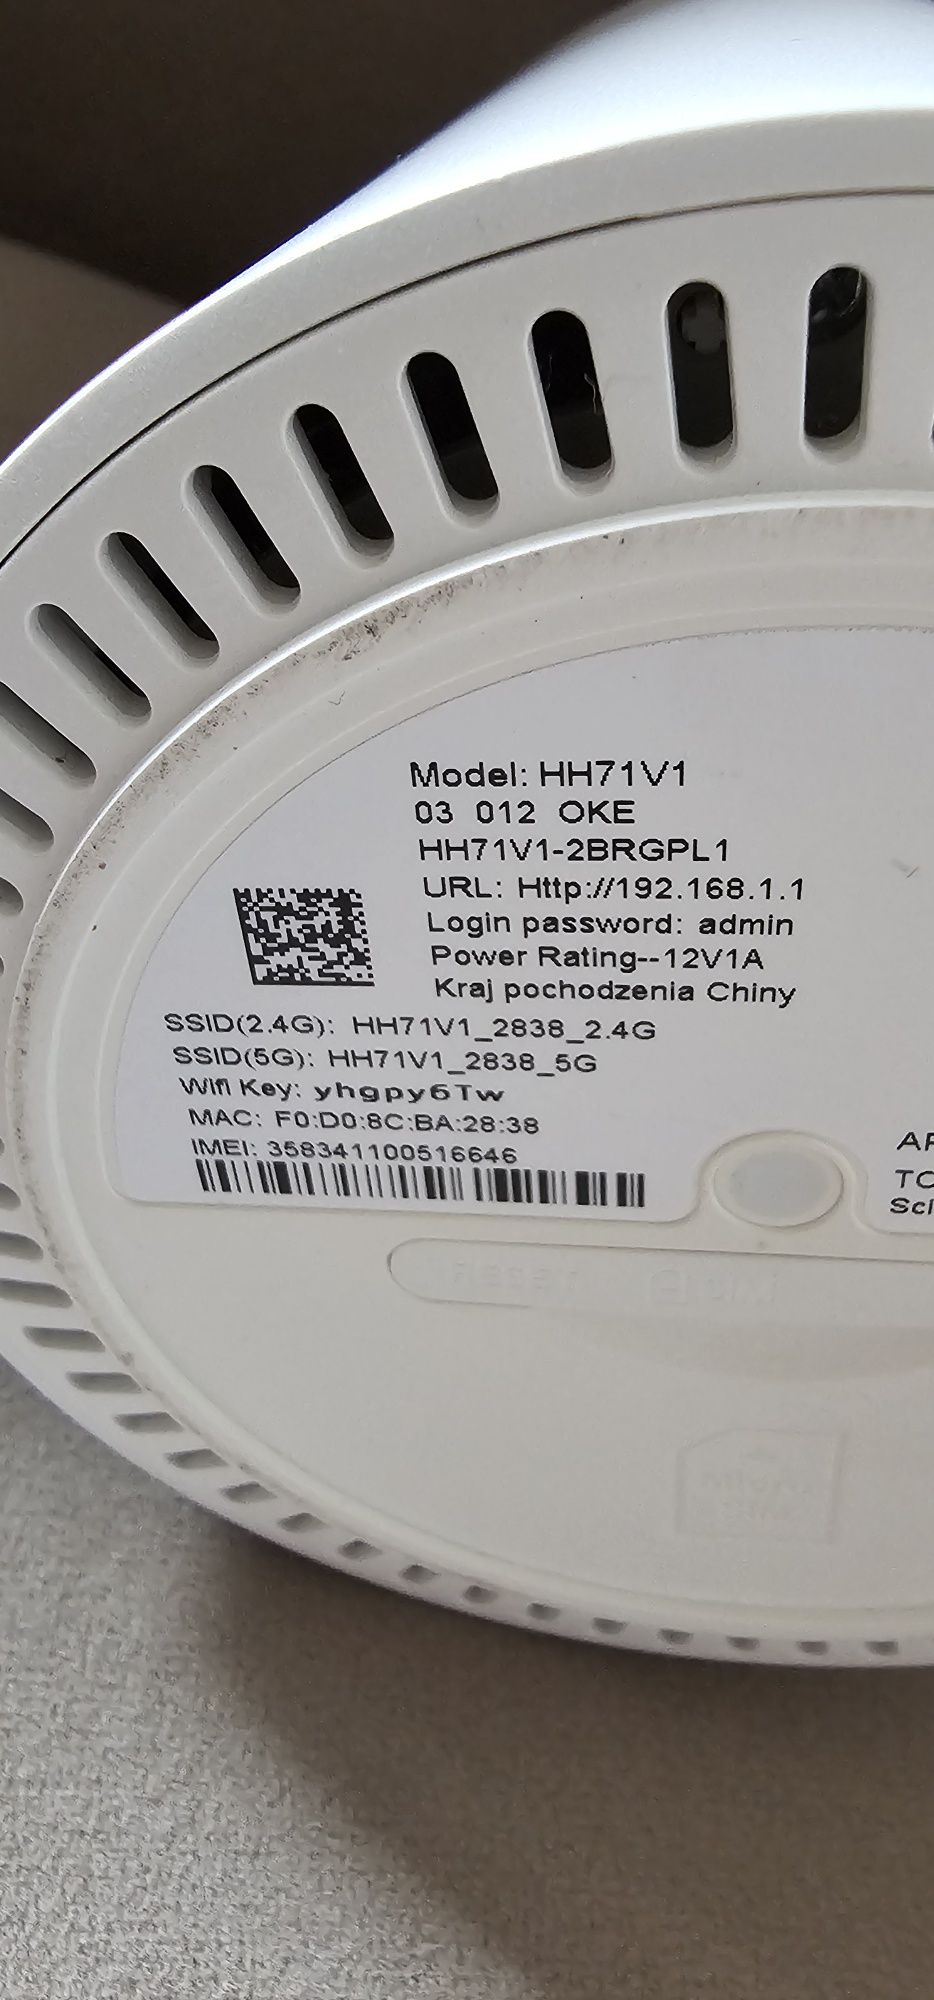 Model: HH71V1
03 012 OKE
HH71V1-2BRGPL1
URL: Http://192.168.1.1
Login password: admin
Power Rating--12V1A
Kraj pochodzenia Chiny
SSID(2.4G): HH71V1_2838_2.4G
SSID(5G): HH71V1_2838_5G
Wifi Key: yhgpy6Tw
MAC: F0:D0:8C:BA:28:38
IMEI: 358341100516646
RESET